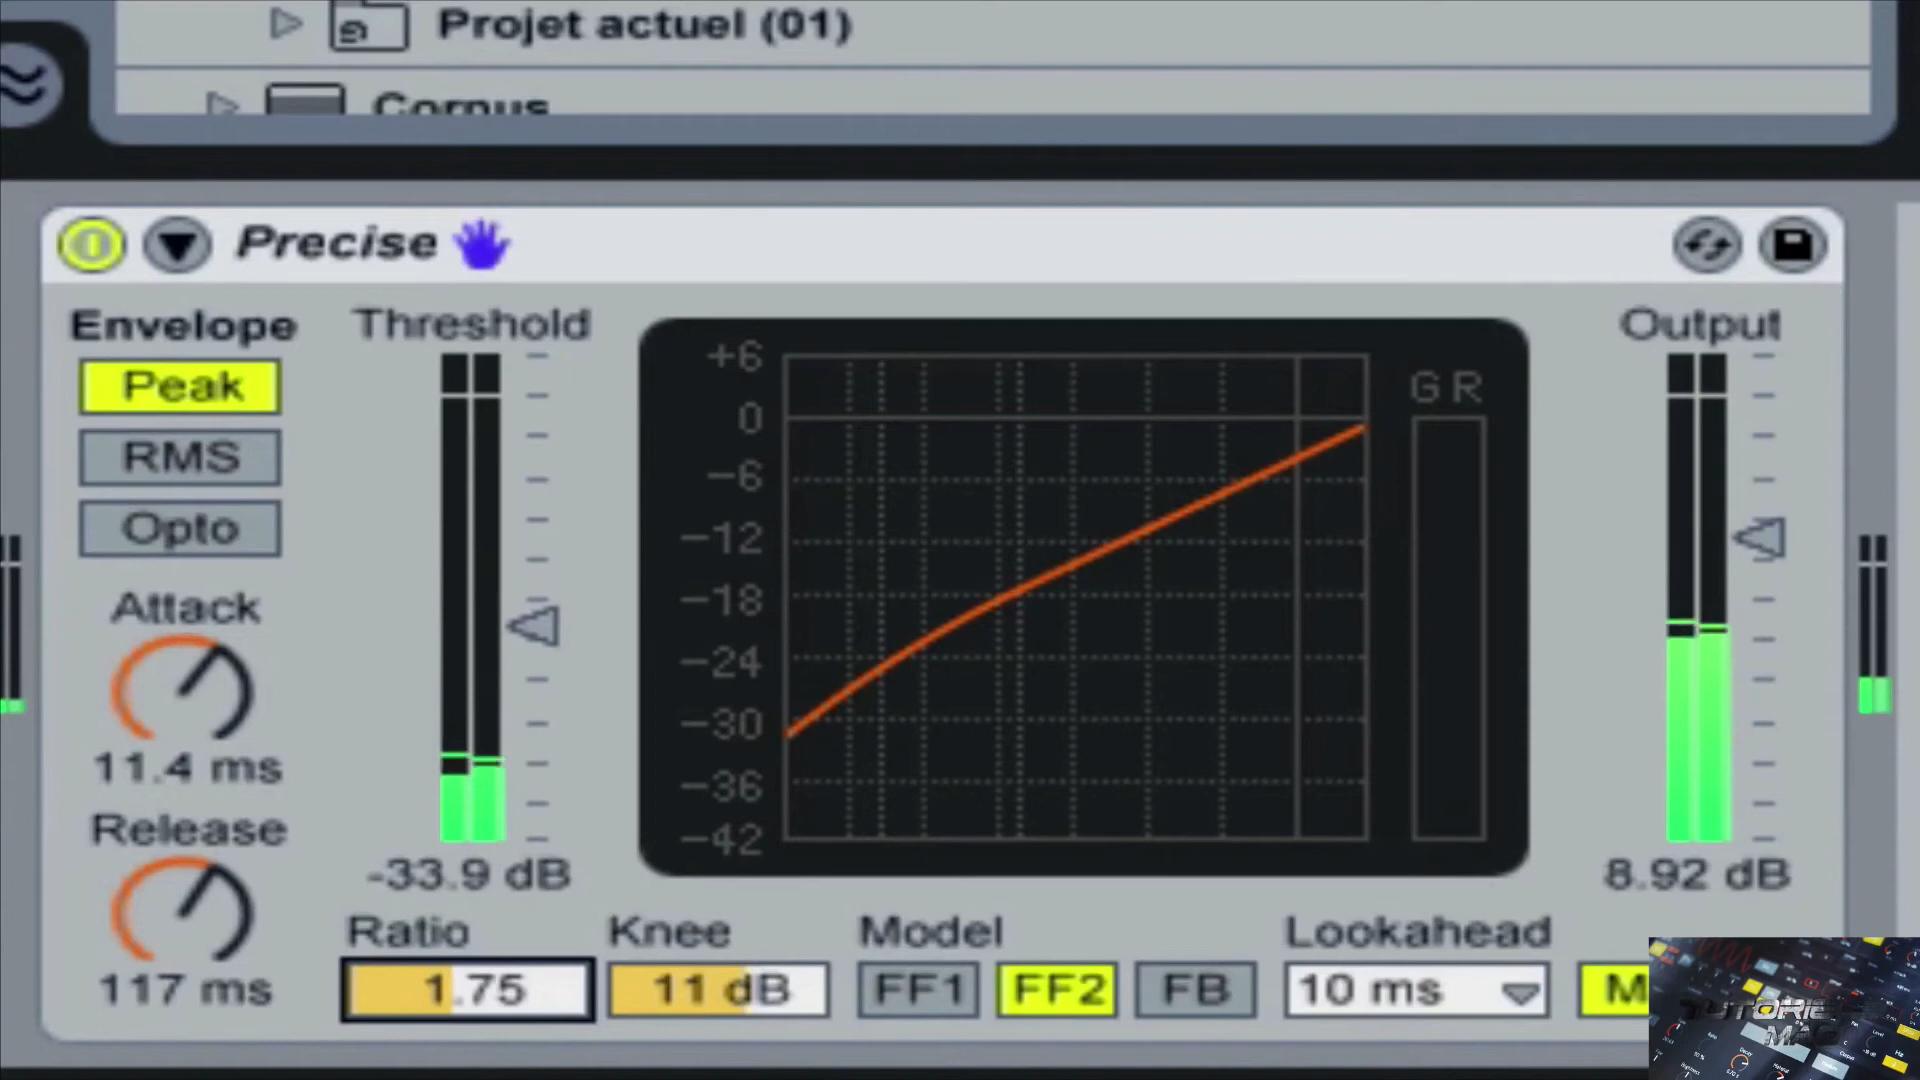 Projet actuel (01)
Corpus
Precise
Envelope
Threshold
Output
Peak
RMS
Opto
Attack
11.4 ms
Release
117 ms
-33.9 dB
+6
0
-6
-12
-18
-24
-30
-36
-42
GR
8.92 dB
Ratio
Knee
Model
Lookahead
1.75
11 dB
FF1
FF2
FB
10 ms